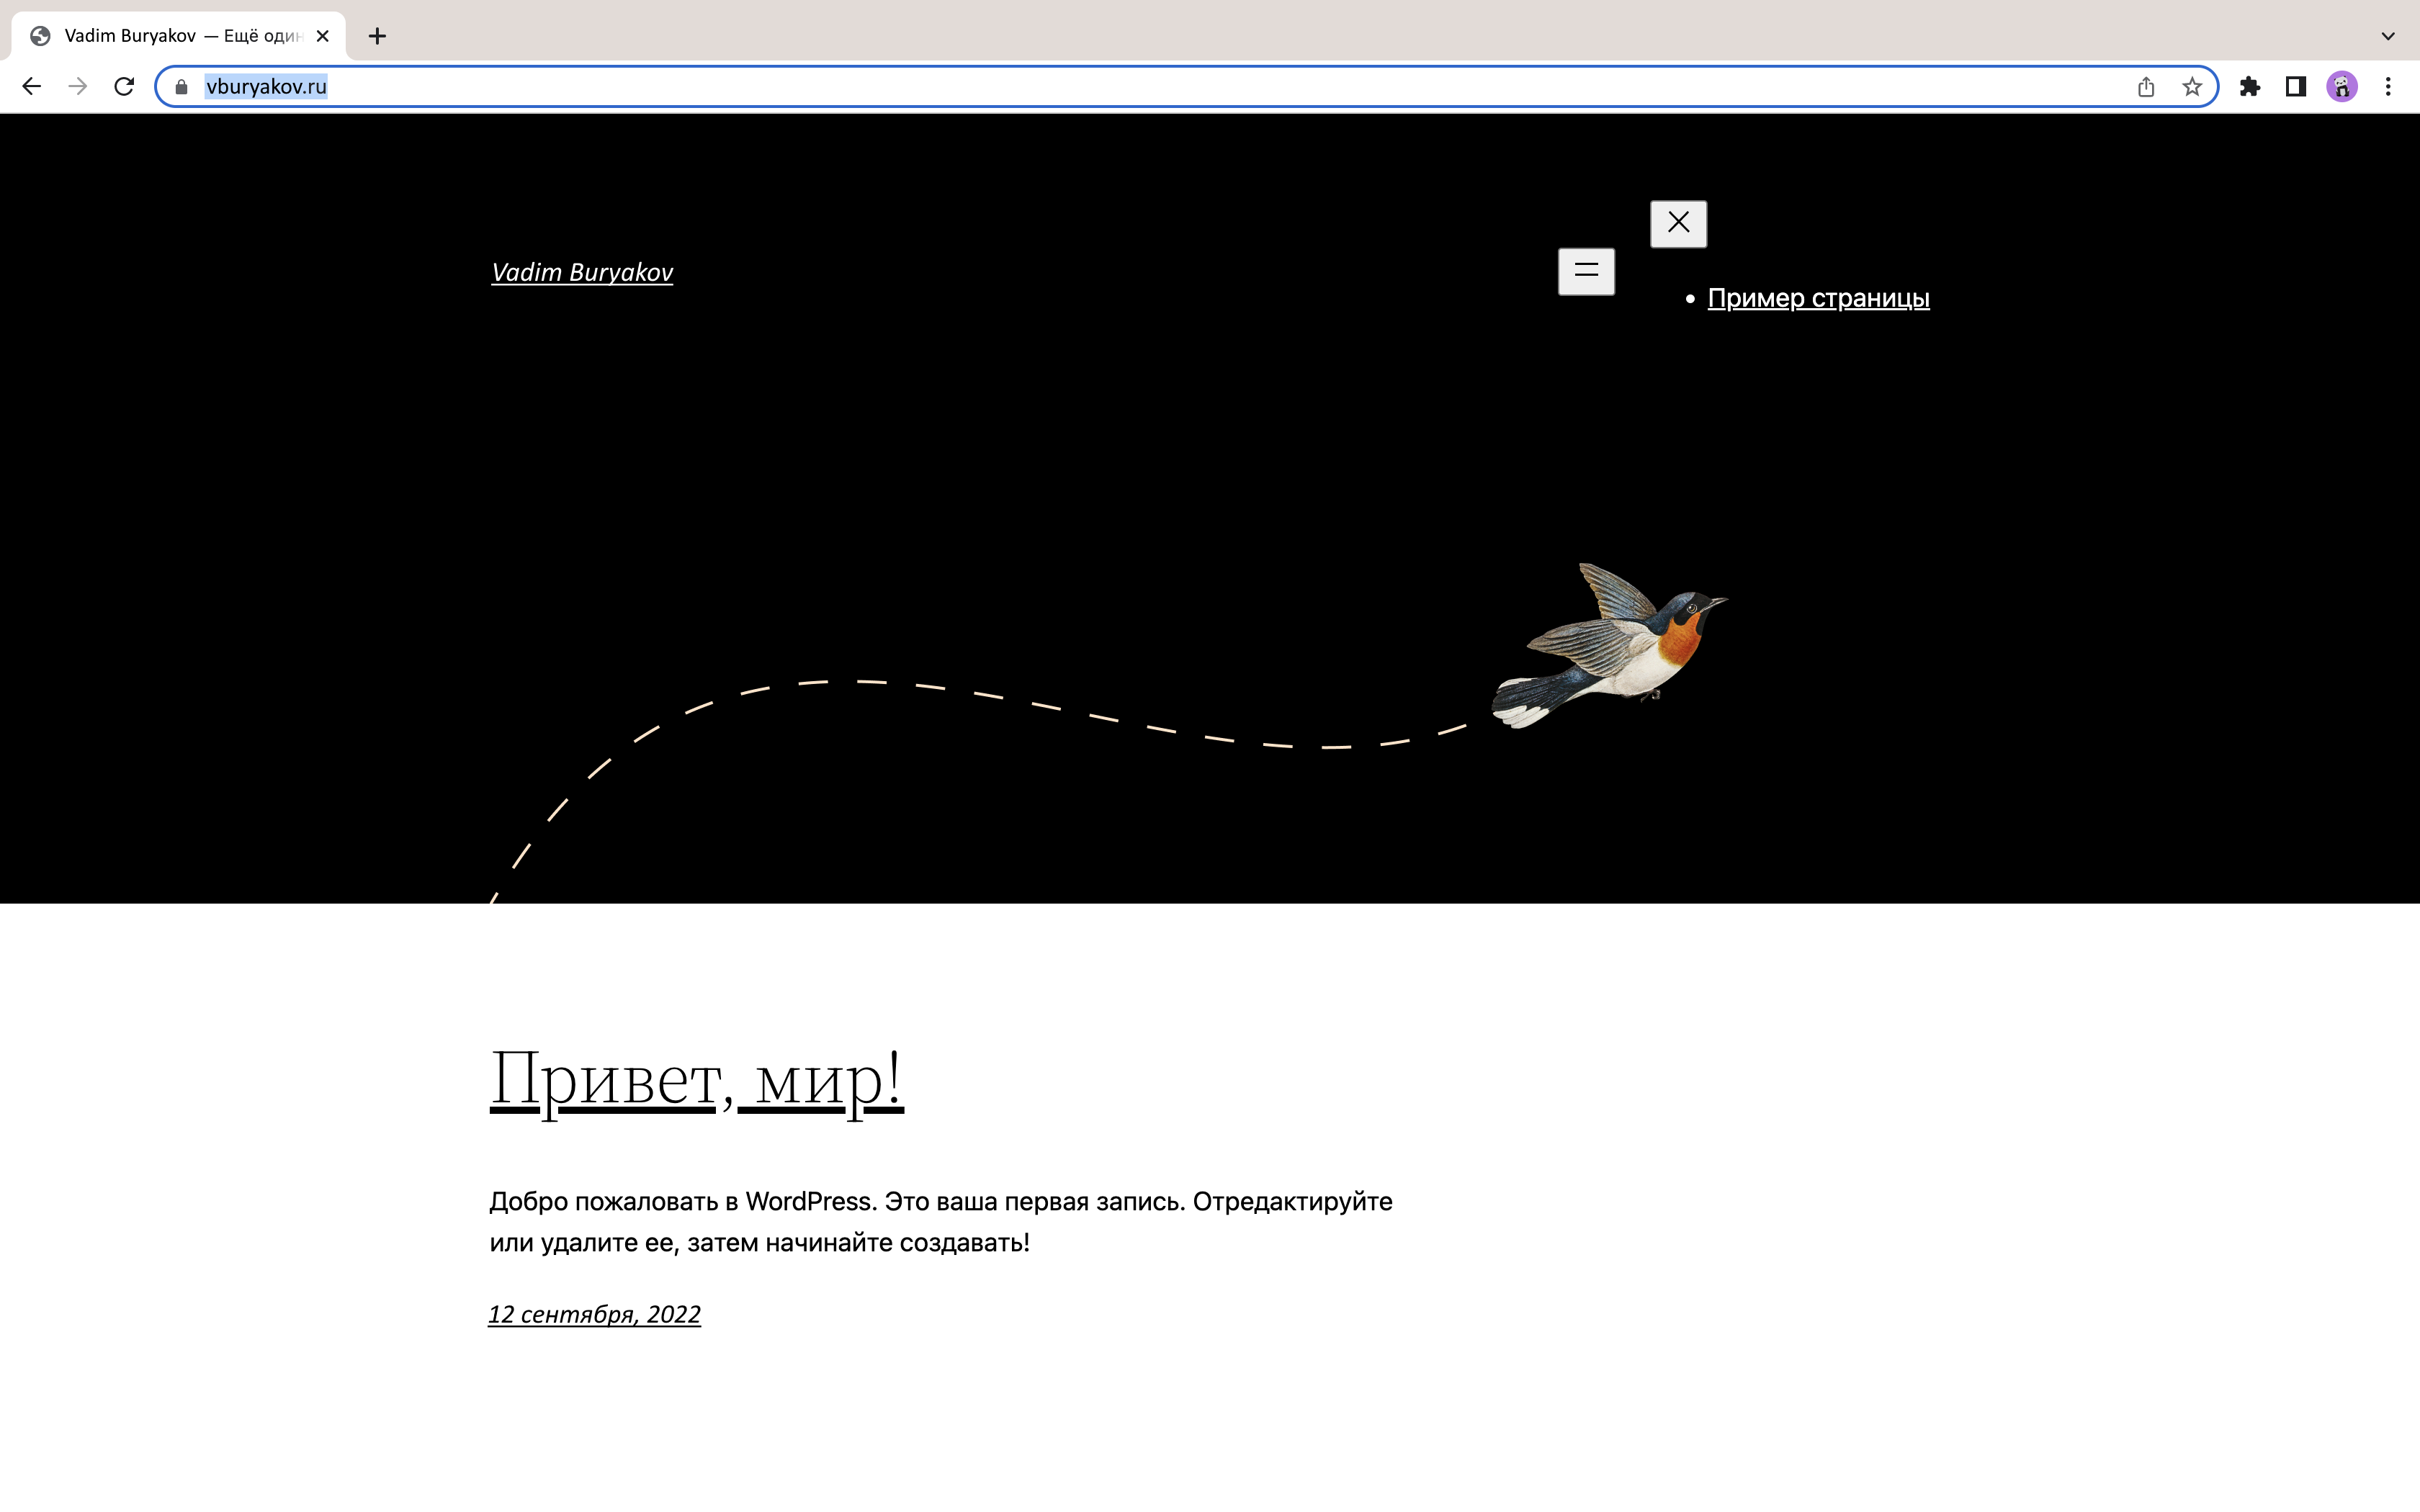 Vadim Buryakov — Ещё один
vburyakov.ru
Vadim Buryakov
Пример страницы
Привет, мир!
Добро пожаловать в WordPress. Это ваша первая запись. Отредактируйте
или удалите ее, затем начинайте создавать!
12 сентября, 2022